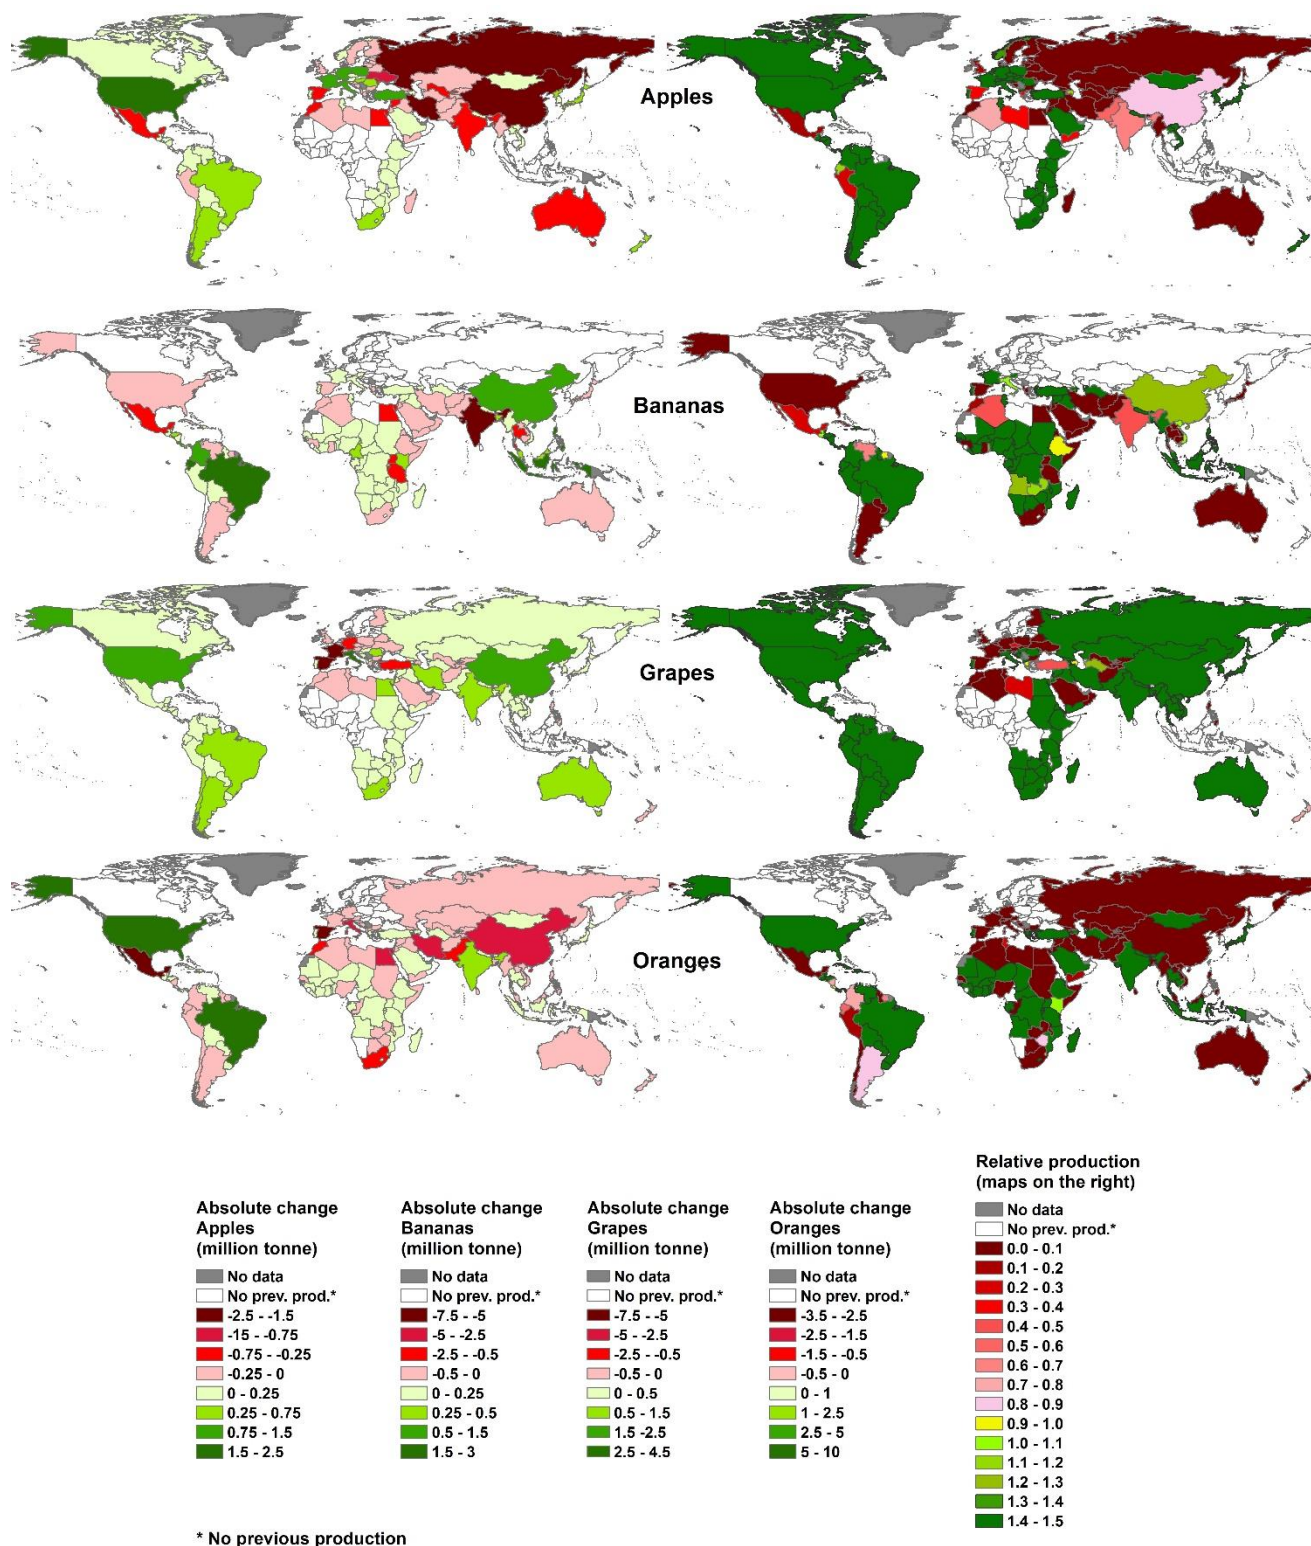 Apples
Bananas
Grapes
Oranges
Absolute change
Apples
(million tonne)
No data
No prev. prod.*
-2.5 - -1.5
-15 - -0.75
-0.75 - -0.25
-0.25 - 0
0 - 0.25
0.25 - 0.75
0.75 - 1.5
1.5 - 2.5
Absolute change
Bananas
(million tonne)
No data
No prev. prod.*
-7.5 - -5
-5 - -2.5
-2.5 - -0.5
-0.5 - 0
0 - 0.25
0.25 - 0.5
0.5 - 1.5
1.5 - 3
Absolute change
Grapes
(million tonne)
No data
No prev. prod.*
-7.5 - -5
-5 - -2.5
-2.5 - -0.5
-0.5 - 0
0 - 0.5
0.5 - 1.5
1.5 -2.5
2.5 - 4.5
Absolute change
Oranges
(million tonne)
No data
No prev. prod.*
-3.5 - -2.5
-2.5 - -1.5
-1.5 - -0.5
-0.5 - 0
0 - 1
1 - 2.5
2.5 - 5
5 - 10
Relative production
(maps on the right)
No data
No prev. prod.*
0.0 - 0.1
0.1 - 0.2
0.2 - 0.3
0.3 - 0.4
0.4 - 0.5
0.5 - 0.6
0.6 - 0.7
0.7 - 0.8
0.8 - 0.9
0.9 - 1.0
1.0 - 1.1
1.1 - 1.2
1.2 - 1.3
1.3 - 1.4
1.4 - 1.5
* No previous production